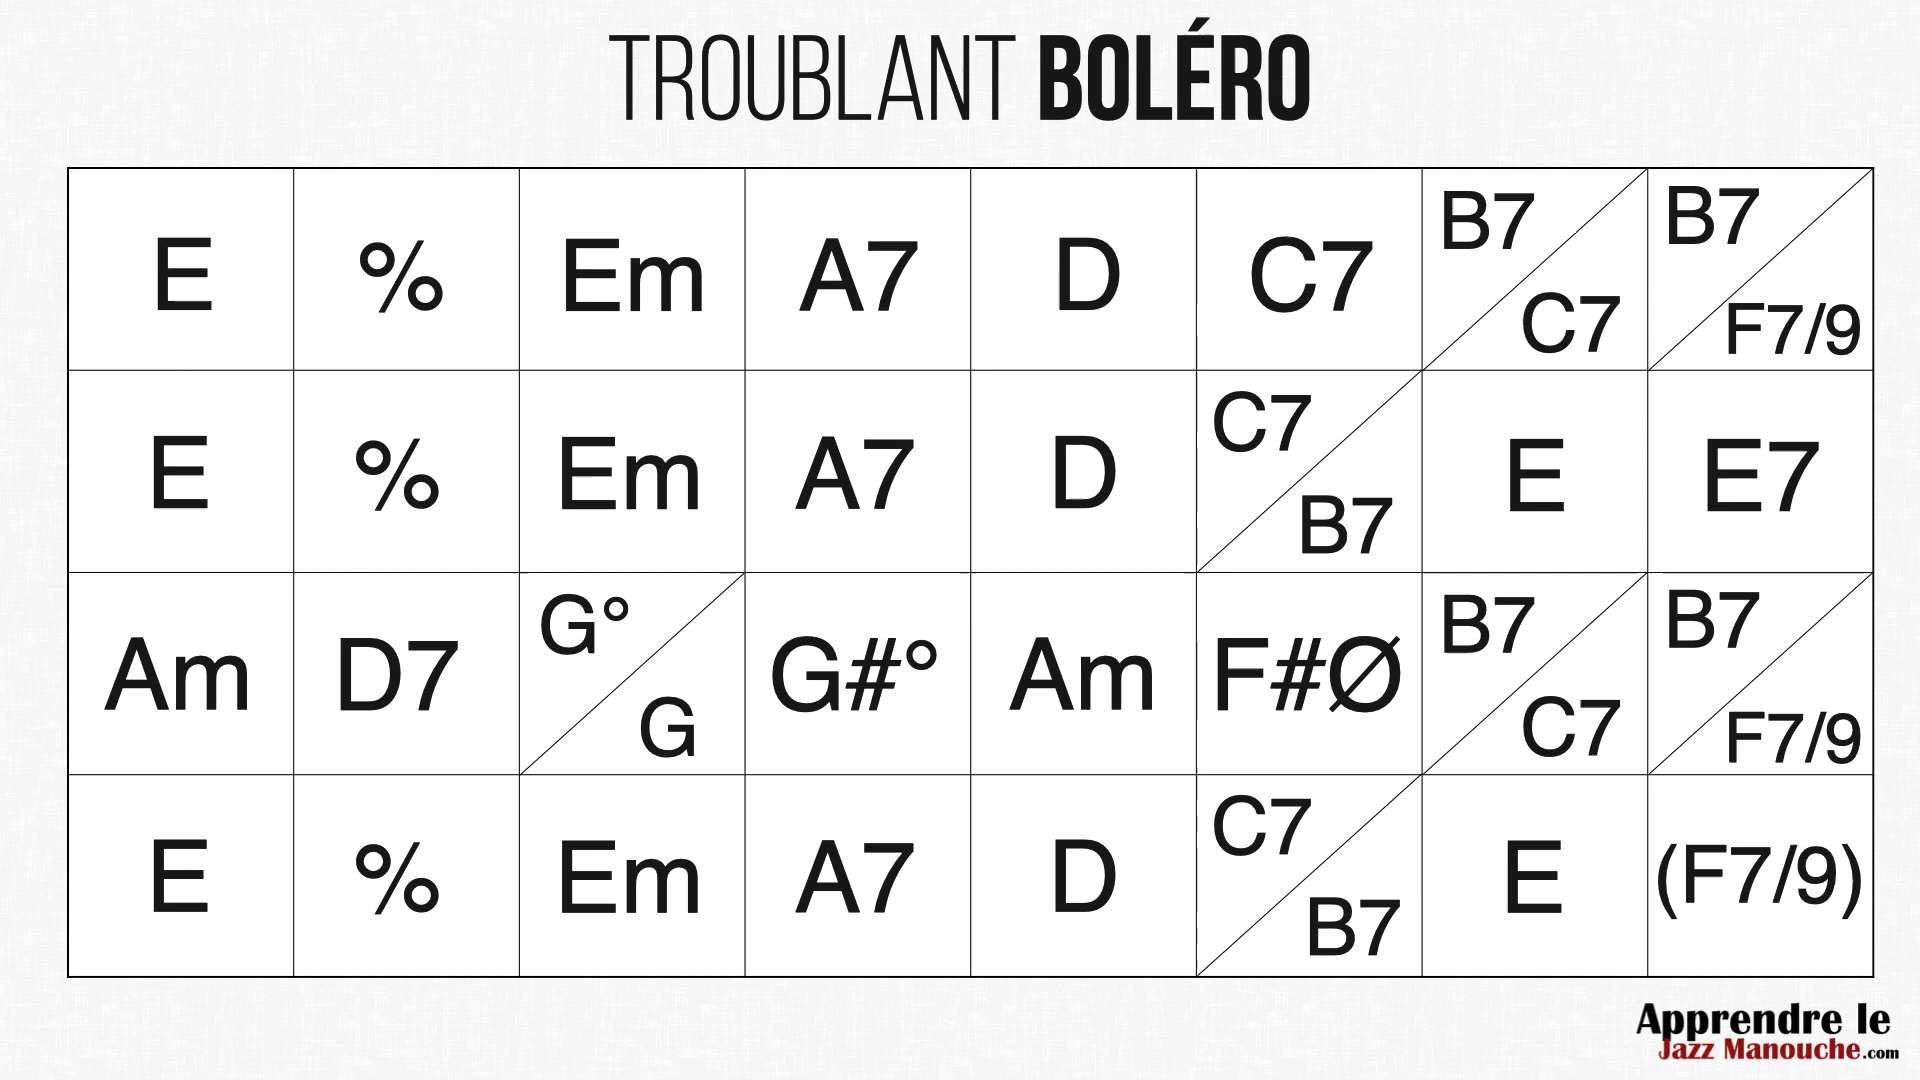 TROUBLANT BOLÉRO
E % Em A7 D C7 B7 C7 B7 F7/9
E % Em A7 D C7 B7 E E7
Am D7 G° G G#° Am F#Ø B7 C7 B7 F7/9
E % Em A7 D C7 B7 E (F7/9)
Apprendre le
Jazz Manouche.com